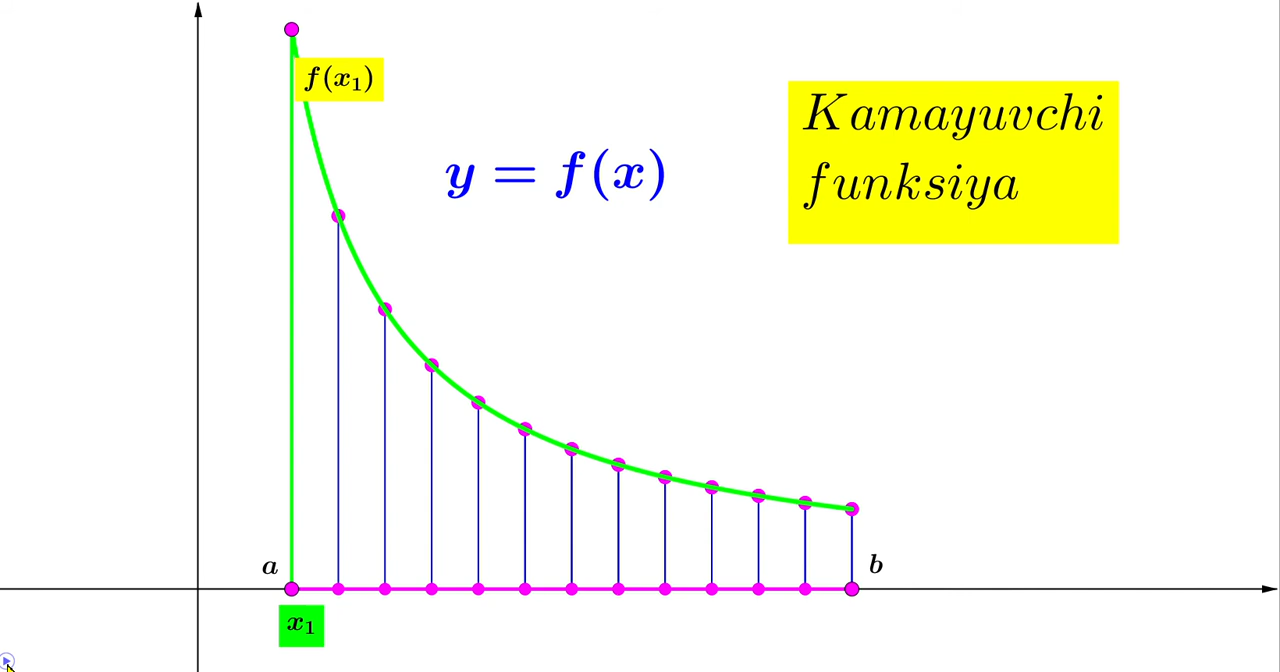 f(x₁)
y = f(x)
Kamayuvchi
funksiya
a
b
x₁